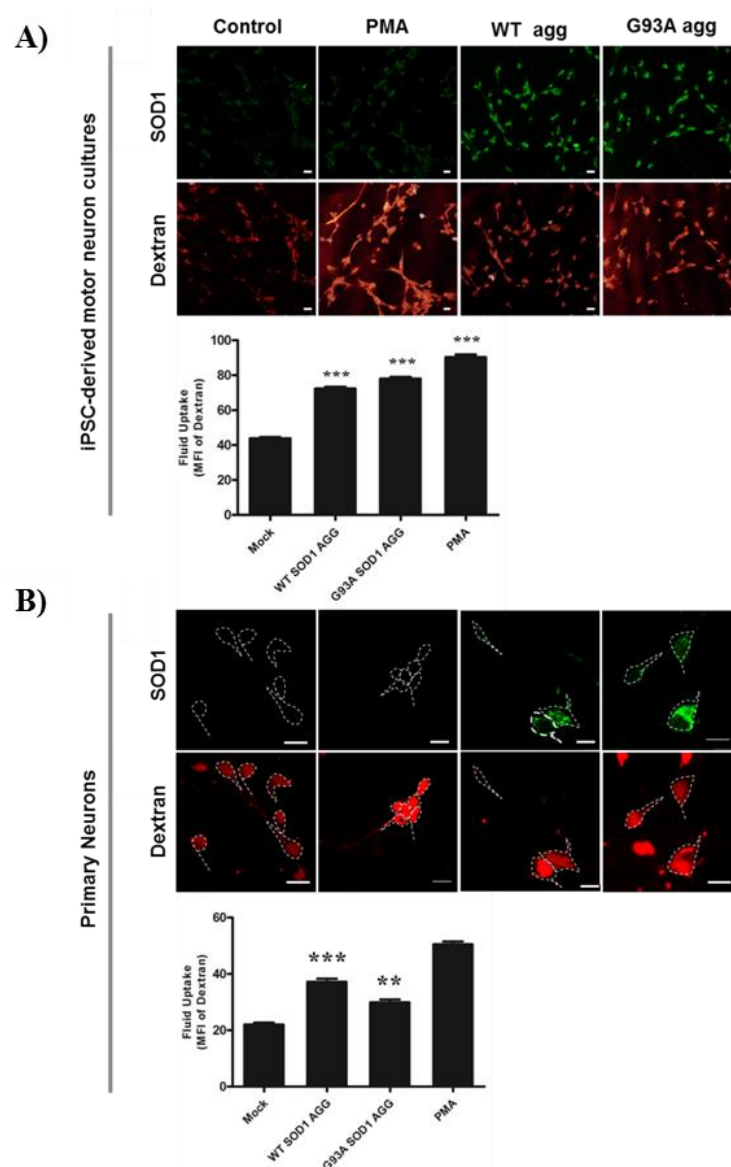 A)
Control PMA WT agg G93A agg
iPSC-derived motor neuron cultures
SOD1
Dextran
100
80
60
40
20
0
Fluid Uptake
(MFI of Dextran)
***
***
***
Mock
WT SOD1 AGG
G93A SOD1 AGG
PMA
B)
Primary Neurons
SOD1
Dextran
60
40
20
0
Fluid Uptake
(MFI of Dextran)
***
**
Mock
WT SOD1 AGG
G93A SOD1 AGG
PMA